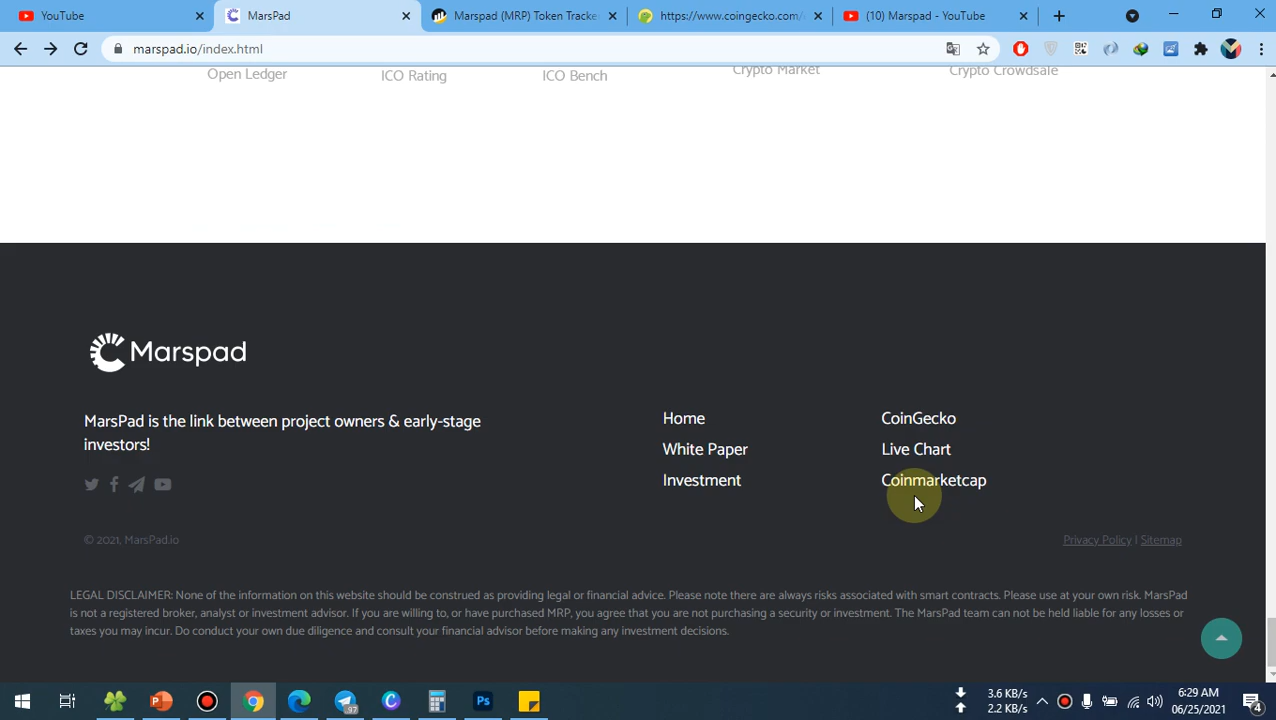 YouTube
MarsPad
Marspad (MRP) Token Tracke
https://www.coingecko.com/
(10) Marspad - YouTube
marspad.io/index.html
Open Ledger
ICO Rating
ICO Bench
Crypto Market
Crypto Crowdsale
Marspad
MarsPad is the link between project owners & early-stage
investors!
Home
White Paper
Investment
CoinGecko
Live Chart
Coinmarketcap
© 2021, MarsPad.io
Privacy Policy | Sitemap
LEGAL DISCLAIMER: None of the information on this website should be construed as providing legal or financial advice. Please note there are always risks associated with smart contracts. Please use at your own risk. MarsPad
is not a registered broker, analyst or investment advisor. If you are willing to, or have purchased MRP, you agree that you are not purchasing a security or investment. The MarsPad team can not be held liable for any losses or
taxes you may incur. Do conduct your own due diligence and consult your financial advisor before making any investment decisions.
97
Ps
3.6 KB/s
2.2 KB/s
6:29 AM
06/25/2021
4